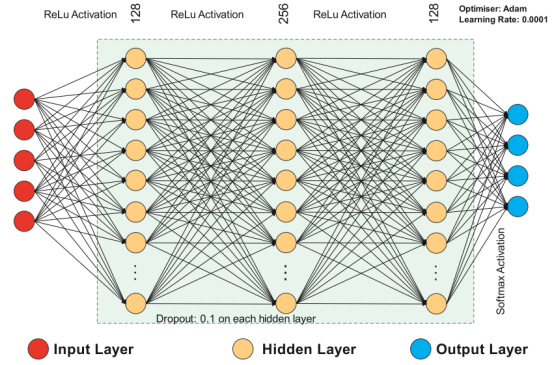 ReLu Activation
128
ReLu Activation
256
ReLu Activation
128
Optimiser: Adam
Learning Rate: 0.0001
Softmax Activation
Dropout: 0.1 on each hidden layer
Input Layer
Hidden Layer
Output Layer